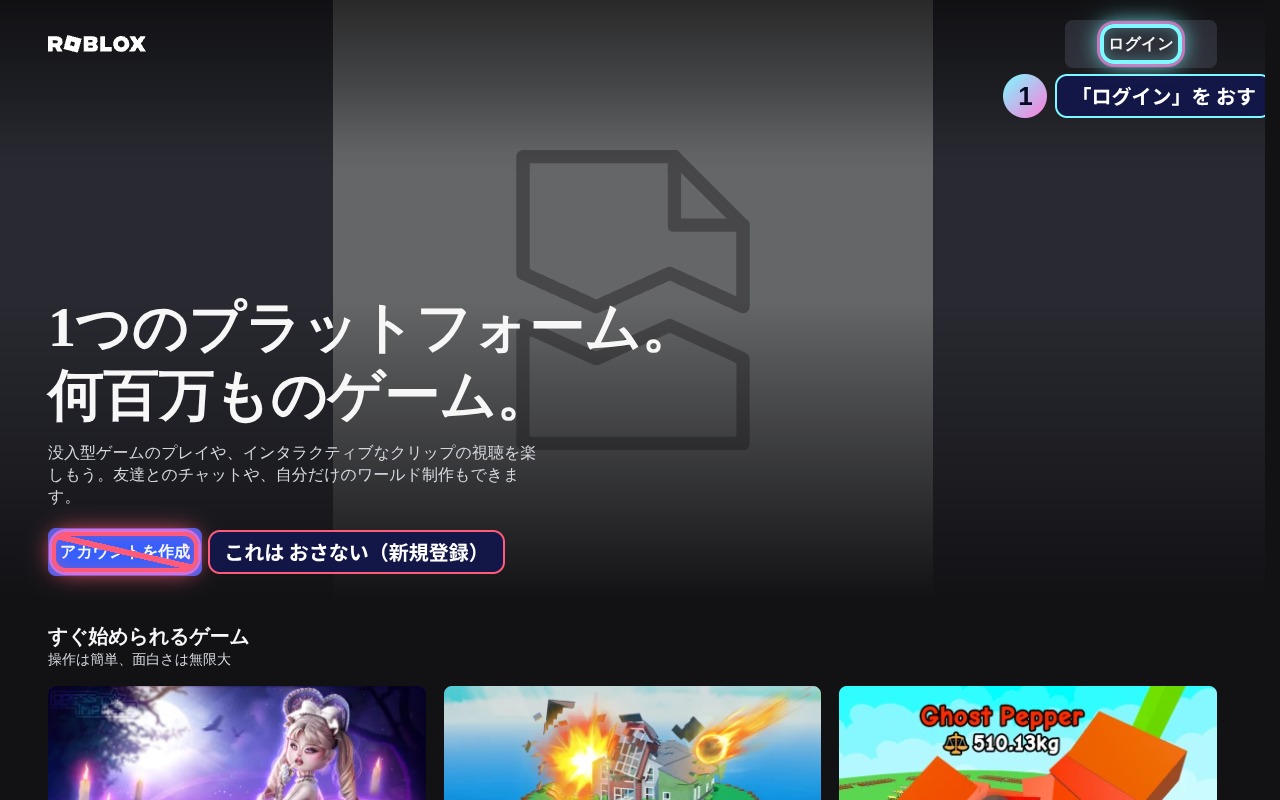 ROBLOX
ログイン
1
「ログイン」を おす
1つのプラットフォーム。
何百万ものゲーム。
没入型ゲームのプレイや、インタラクティブなクリップの視聴を楽
しもう。友達とのチャットや、自分だけのワールド制作もできま
す。
アカウントを作成
これは おさない（新規登録）
すぐ始められるゲーム
操作は簡単、面白さは無限大
Ghost Pepper
510.13kg